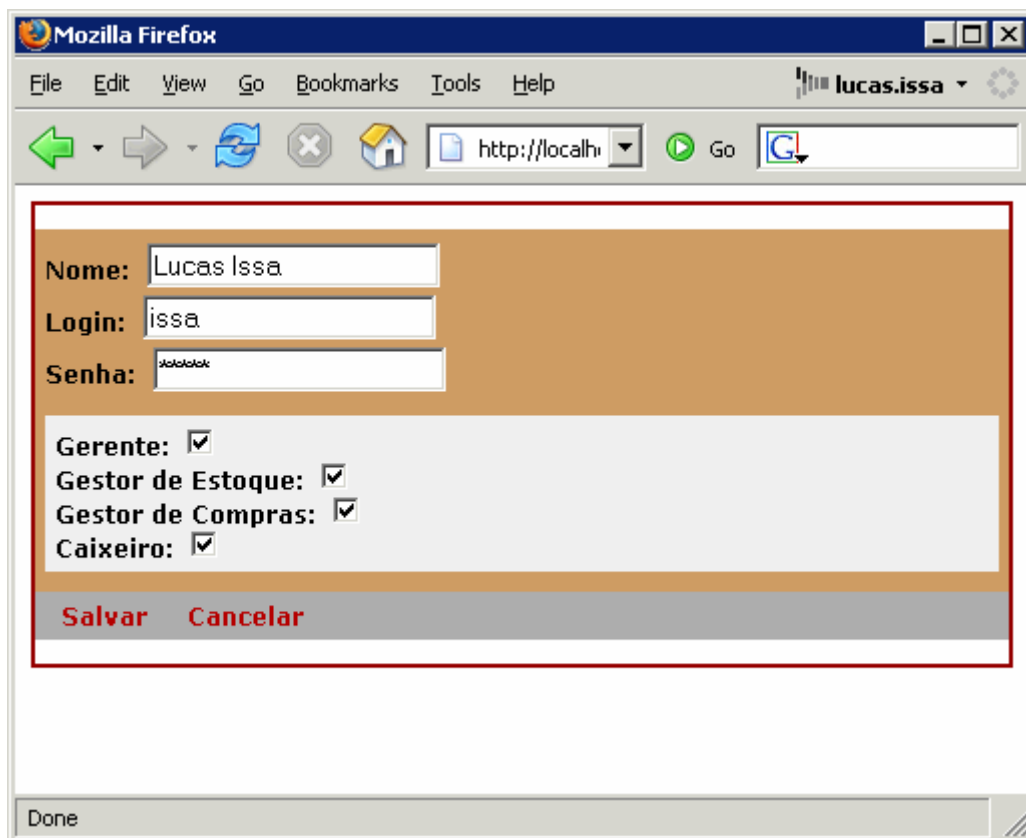 Mozilla Firefox
File Edit View Go Bookmarks Tools Help lucas.issa
http://localh Go G
Nome: Lucas Issa
Login: issa
Senha: ******
Gerente:
Gestor de Estoque:
Gestor de Compras:
Caixeiro:
Salvar Cancelar
Done